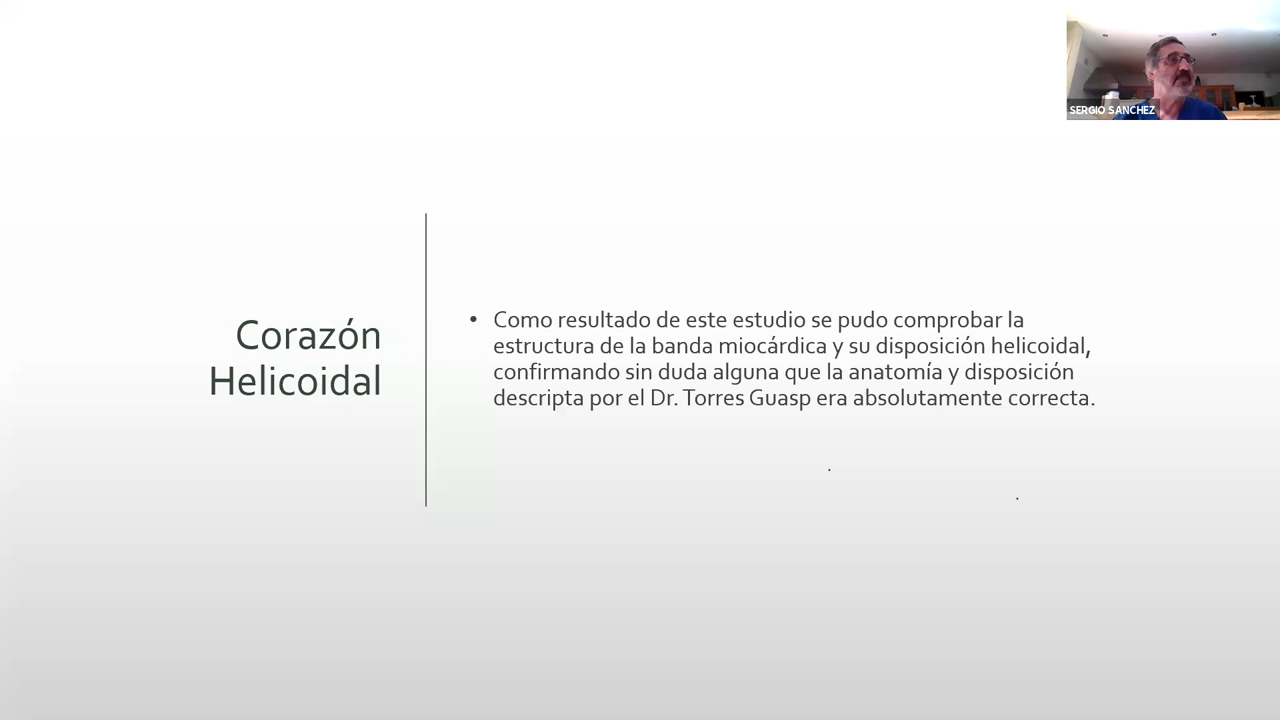 SERGIO SANCHEZ
Corazón
Helicoidal
• Como resultado de este estudio se pudo comprobar la
estructura de la banda miocárdica y su disposición helicoidal,
confirmando sin duda alguna que la anatomía y disposición
descripta por el Dr. Torres Guasp era absolutamente correcta.